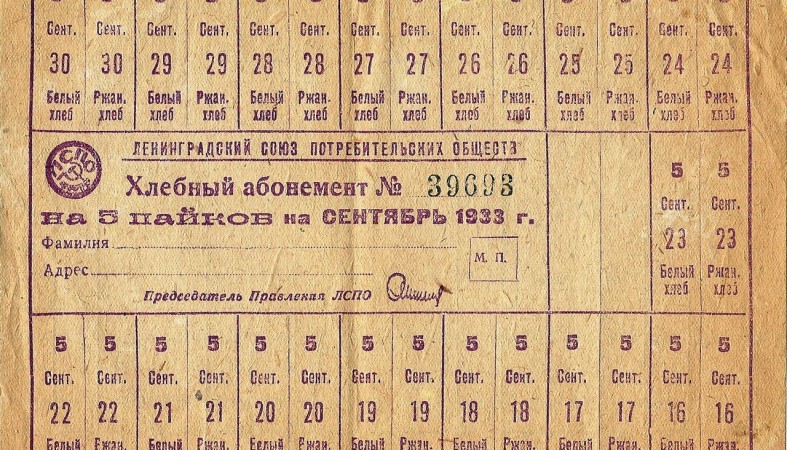 Сент. Сент. Сент. Сент. Сент. Сент. Сент. Сент. Сент. Сент. Сент. Сент. Сент. Сент.
30 30 29 29 28 28 27 27 26 26 25 25 24 24
Белый Ржан. Белый Ржан. Белый Ржан. Белый Ржан. Белый Ржан. Белый Ржан. Белый Ржан.
хлеб хлеб хлеб хлеб хлеб хлеб хлеб хлеб хлеб хлеб хлеб хлеб хлеб хлеб
ЛЕНИНГРАДСКИЙ СОЮЗ ПОТРЕБИТЕЛЬСКИХ ОБЩЕСТВ
ЛСПО
Хлебный абонемент № 39693
на 5 пайков на СЕНТЯБРЬ 1933 г.
Фамилия
Адрес
М. П.
Председатель Правления ЛСПО
5 5
Сент. Сент.
23 23
Белый Ржан.
хлеб хлеб
5 5 5 5 5 5 5 5 5 5 5 5 5 5
Сент. Сент. Сент. Сент. Сент. Сент. Сент. Сент. Сент. Сент. Сент. Сент. Сент. Сент.
22 22 21 21 20 20 19 19 18 18 17 17 16 16
Белый Ржан. Белый Ржан. Белый Ржан. Белый Ржан. Белый Ржан. Белый Ржан. Белый Ржан.